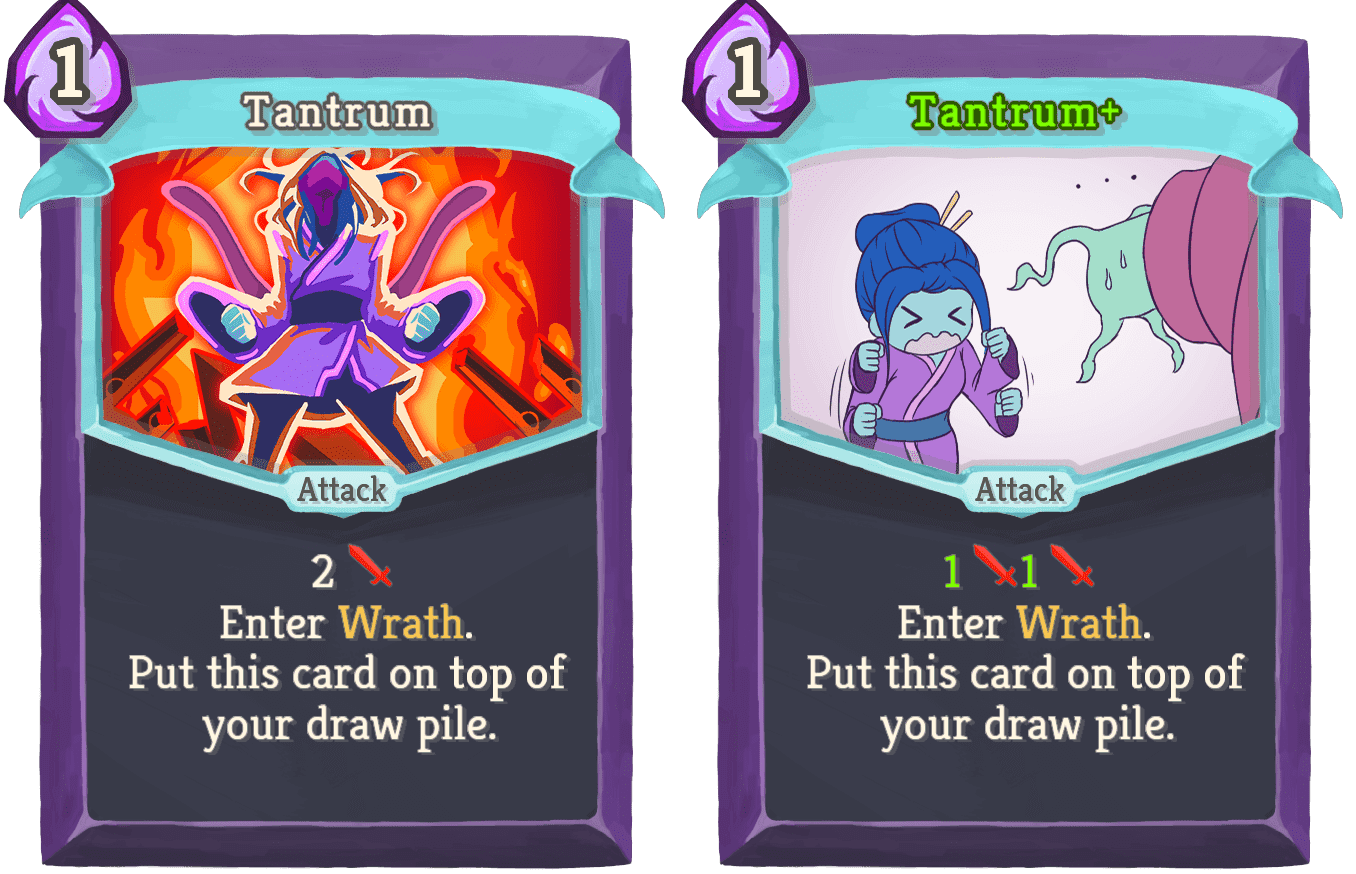 1
Tantrum
Attack
2
Enter Wrath.
Put this card on top of
your draw pile.
1
Tantrum+
. . .
Attack
1 1
Enter Wrath.
Put this card on top of
your draw pile.